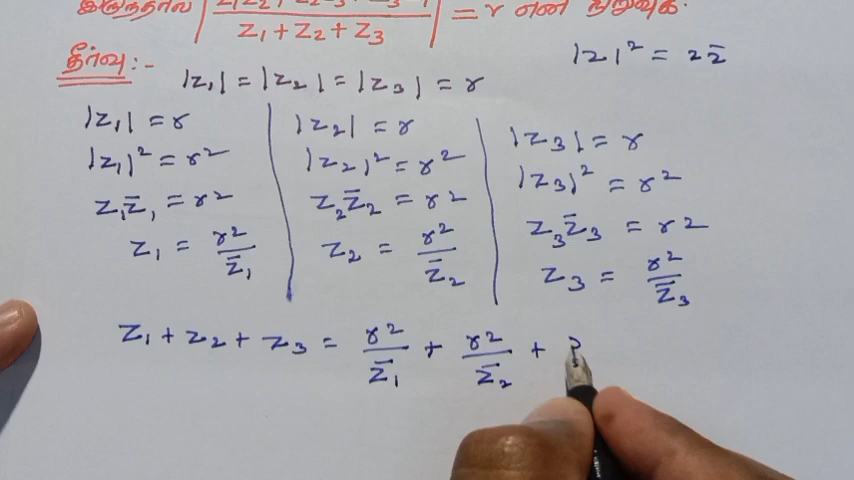 இருந்தால் | / z₁ + z₂ + z₃ | = r என நிறுவுக.
தீர்வு :-
|z₁| = |z₂| = |z₃| = r
|z|² = z z̄
|z₁| = r
|z₁|² = r²
z₁z̄₁ = r²
z₁ = r²/z̄₁
|z₂| = r
|z₂|² = r²
z₂z̄₂ = r²
z₂ = r²/z̄₂
|z₃| = r
|z₃|² = r²
z₃z̄₃ = r²
z₃ = r²/z̄₃
z₁ + z₂ + z₃ = r²/z̄₁ + r²/z̄₂ +